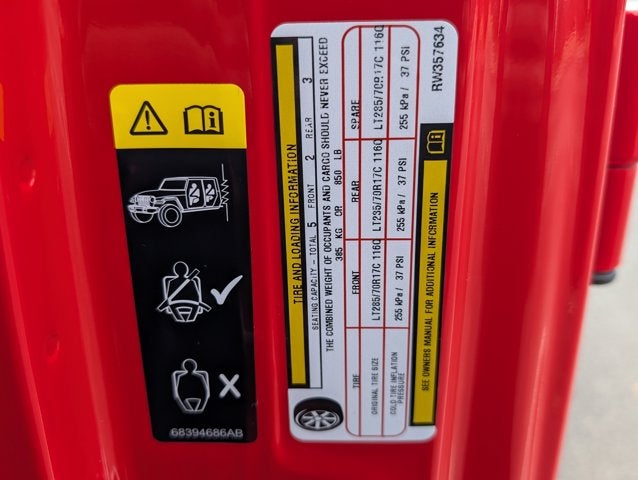 68394686AB
TIRE AND LOADING INFORMATION
SEATING CAPACITY - TOTAL 5 FRONT 2 REAR 3
THE COMBINED WEIGHT OF OCCUPANTS AND CARGO SHOULD NEVER EXCEED
385 KG OR 850 LB
TIRE FRONT REAR SPARE
ORIGINAL TIRE SIZE LT285/70R17C 116Q LT285/70R17C 116Q LT285/70R17C 116Q
COLD TIRE INFLATION
PRESSURE
255 kPa / 37 PSI 255 kPa / 37 PSI 255 kPa / 37 PSI
SEE OWNERS MANUAL FOR ADDITIONAL INFORMATION
RW357634